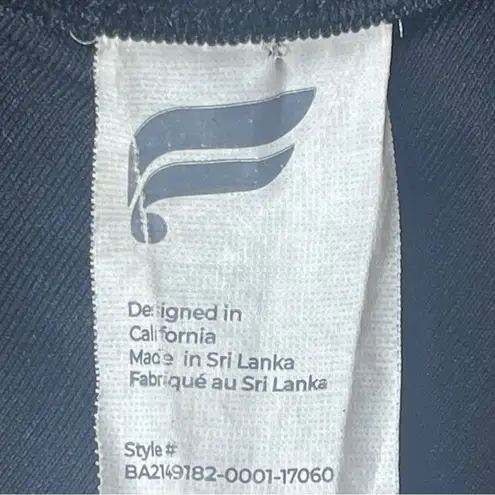 Designed in
California
Made in Sri Lanka
Fabriqué au Sri Lanka
Style #
BA2149182-0001-17060